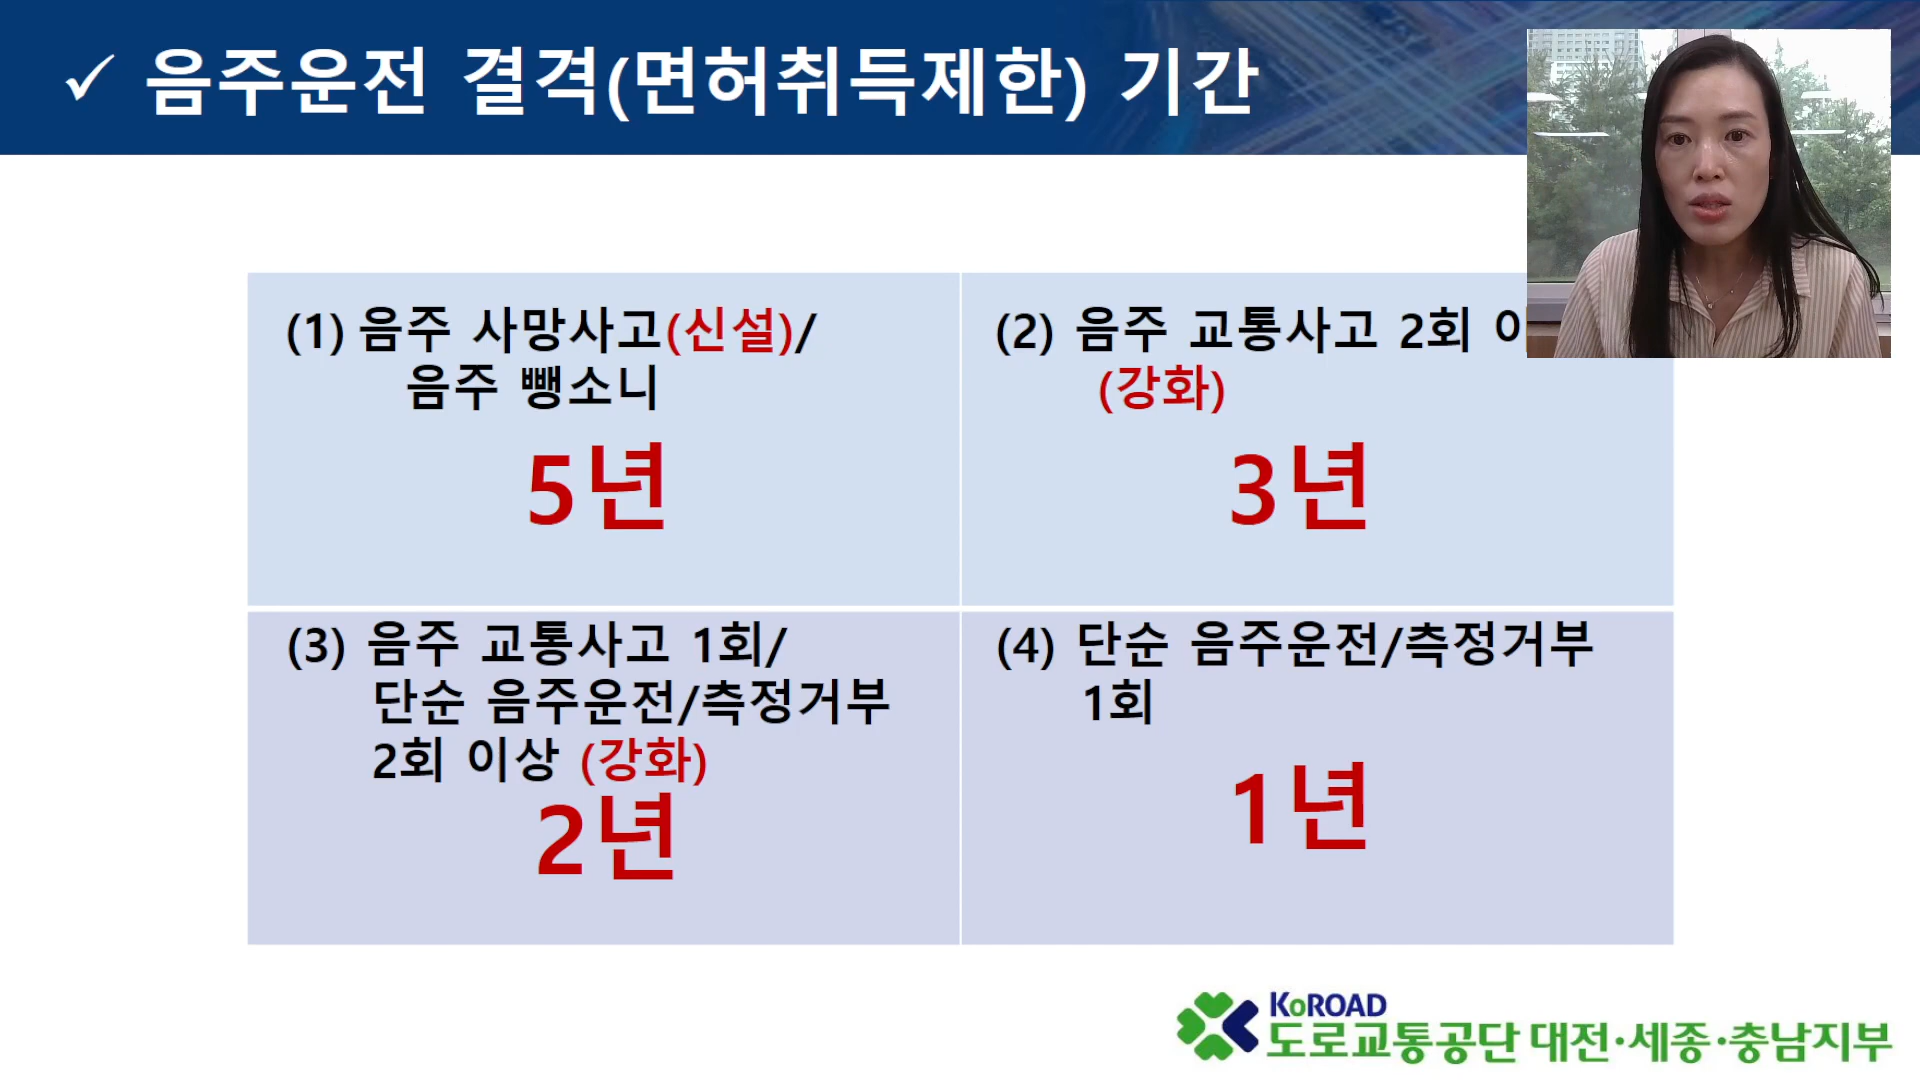 ✓ 음주운전 결격(면허취득제한) 기간
(1) 음주 사망사고(신설)/
음주 뺑소니
5년
(2) 음주 교통사고 2회
(강화)
3년
(3) 음주 교통사고 1회/
단순 음주운전/측정거부
2회 이상 (강화)
2년
(4) 단순 음주운전/측정거부
1회
1년
KoROAD
도로교통공단 대전·세종·충남지부